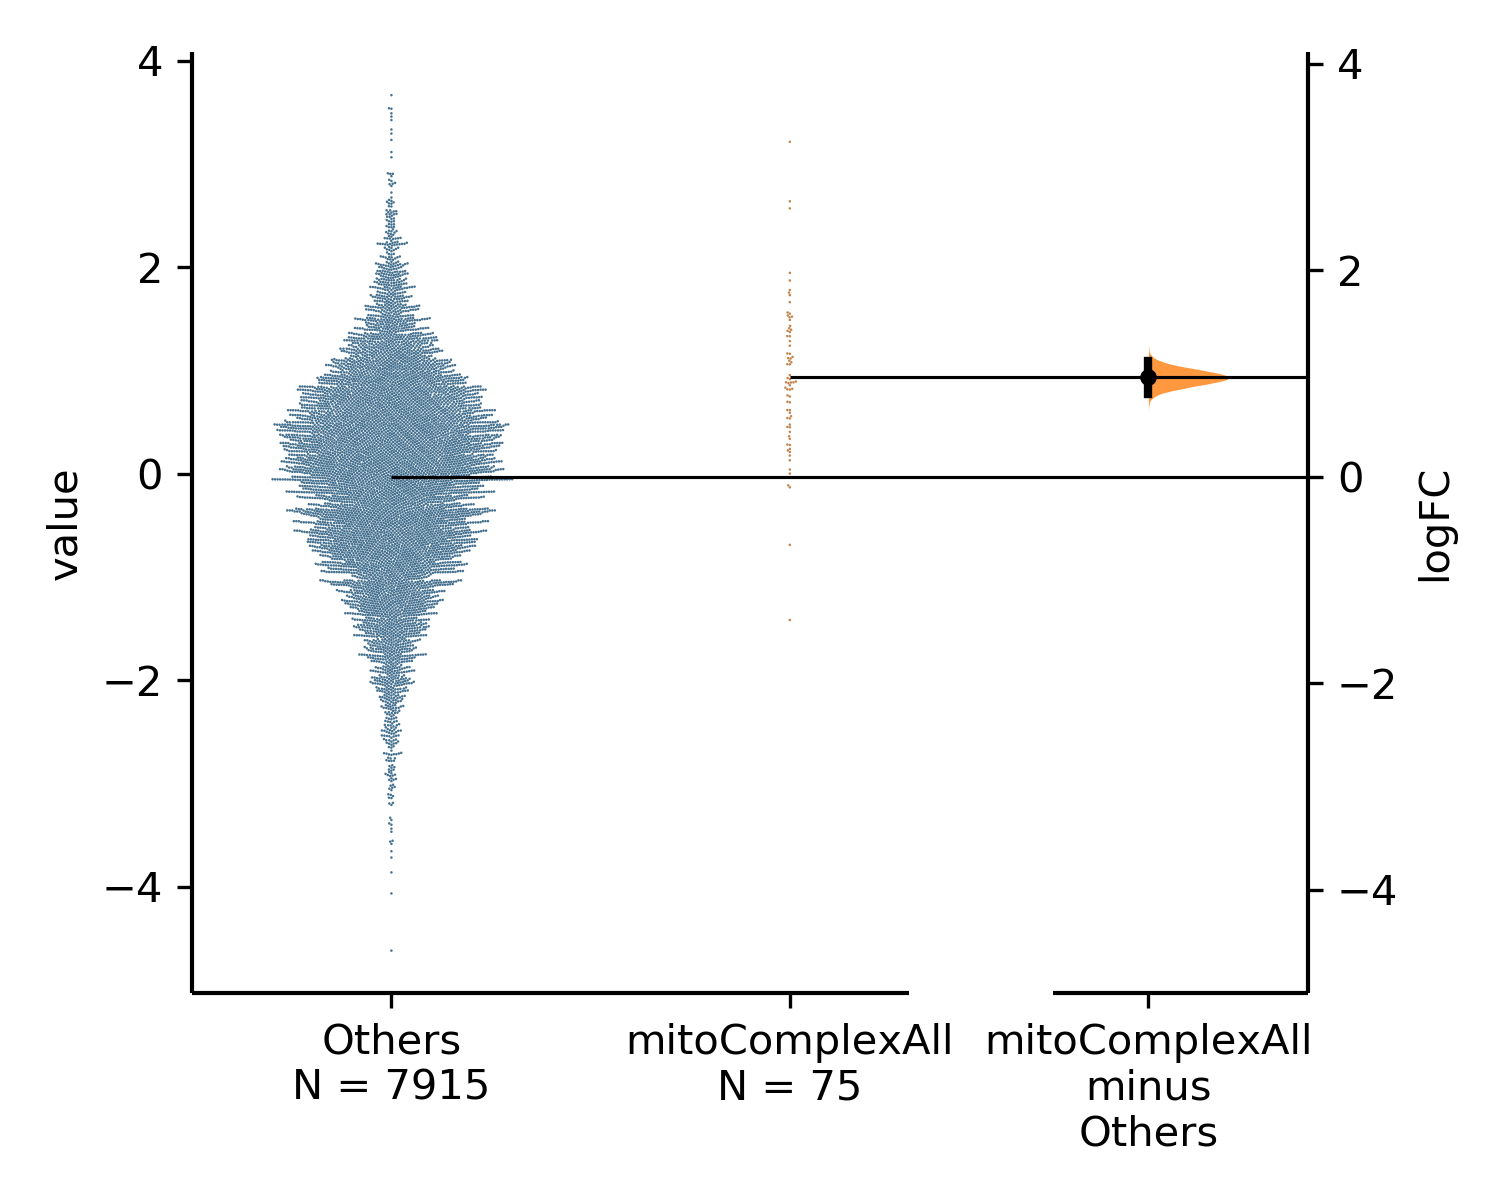 value
4
2
0
−2
−4
4
2
0
−2
−4
logFC
Others
N = 7915
mitoComplexAll
N = 75
mitoComplexAll
minus
Others